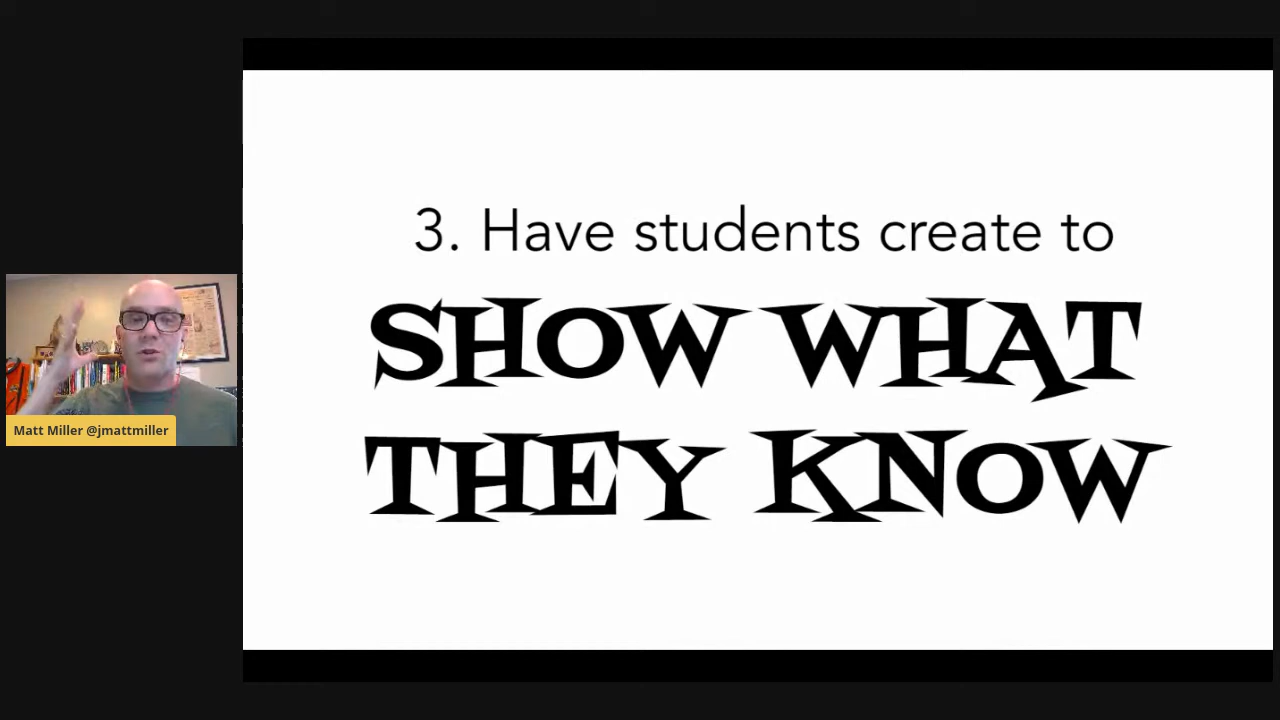 3. Have students create to
SHOW WHAT
THEY KNOW
Matt Miller @jmattmiller